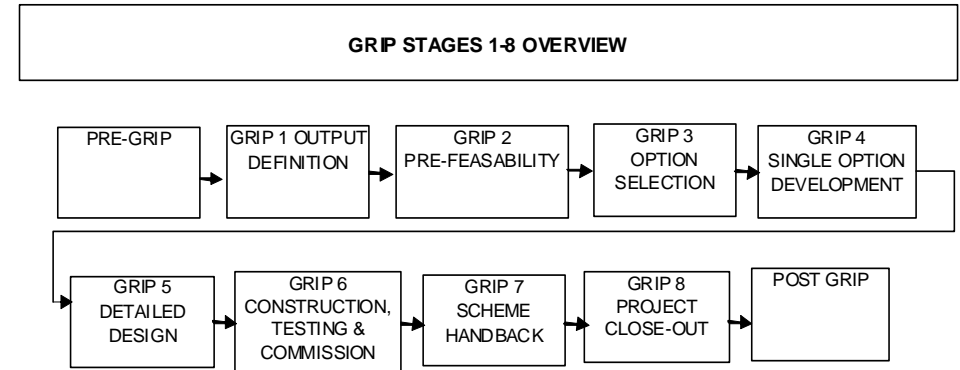 GRIP STAGES 1-8 OVERVIEW
PRE-GRIP
GRIP 1 OUTPUT
DEFINITION
GRIP 2
PRE-FEASABILITY
GRIP 3
OPTION
SELECTION
GRIP 4
SINGLE OPTION
DEVELOPMENT
GRIP 5
DETAILED
DESIGN
GRIP 6
CONSTRUCTION,
TESTING &
COMMISSION
GRIP 7
SCHEME
HANDBACK
GRIP 8
PROJECT
CLOSE-OUT
POST GRIP